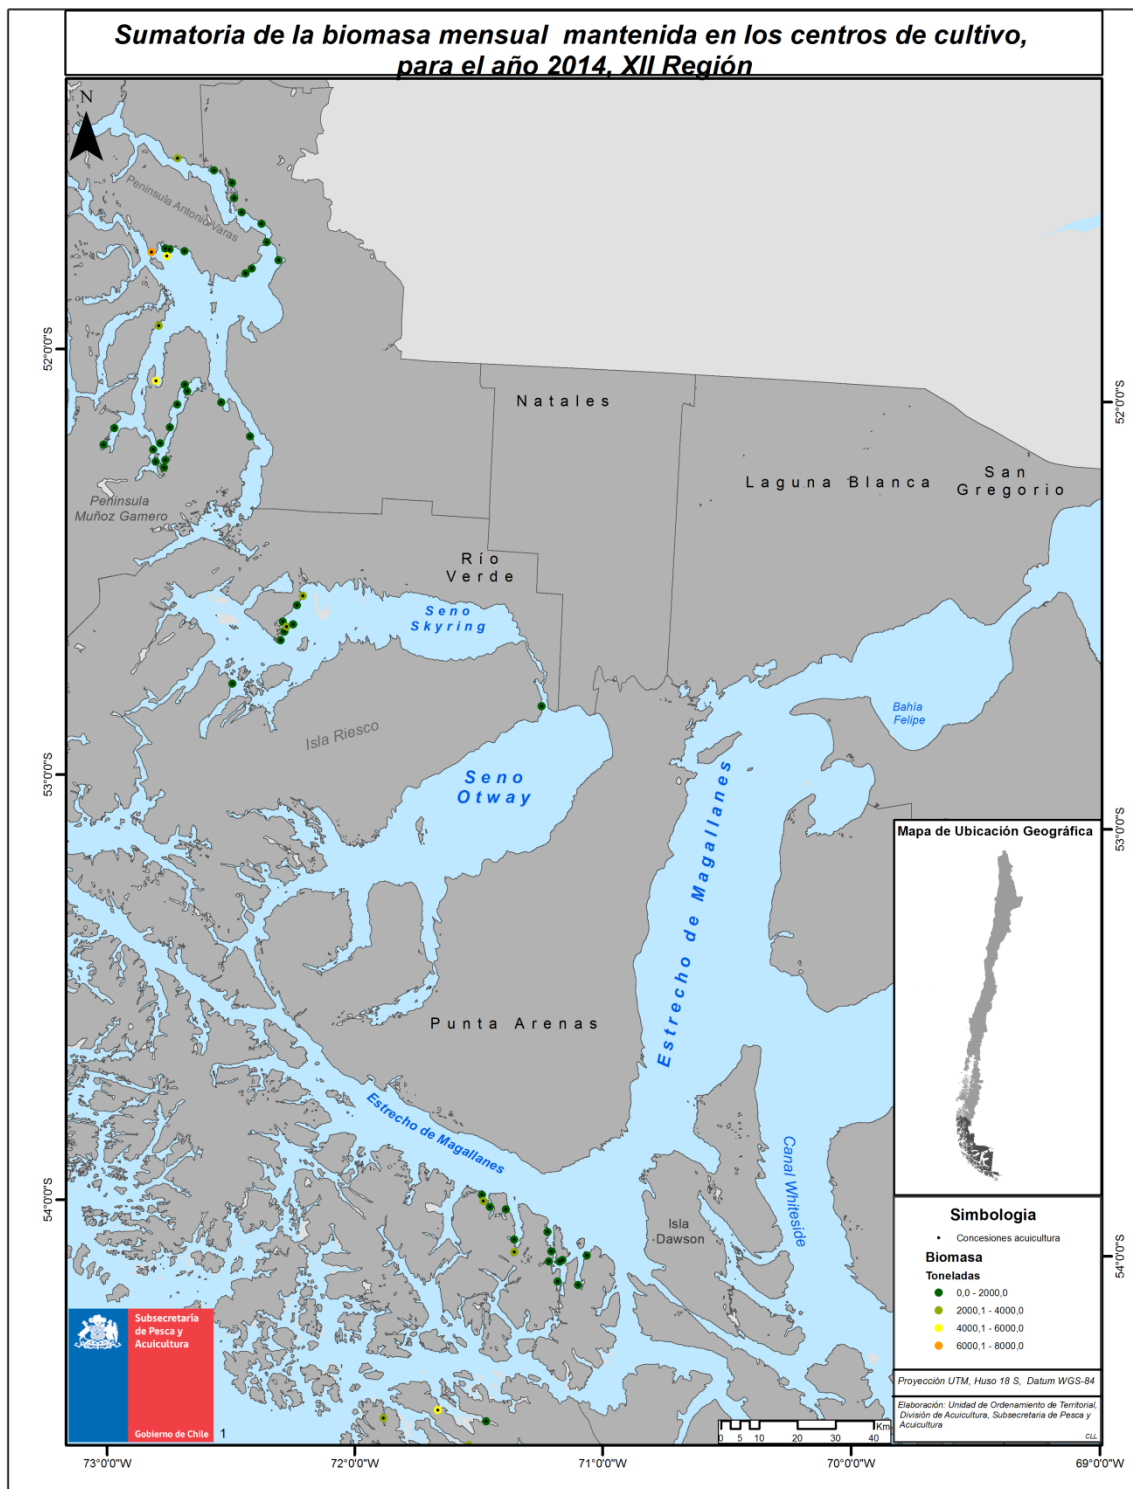 Sumatoria de la biomasa mensual mantenida en los centros de cultivo,
para el año 2014, XII Región
N
Peninsula Antonio Varas
52°0'0"S
52°0'0"S
Natales
Laguna Blanca
San
Gregorio
Peninsula
Muñoz Gamero
Río
Verde
Seno
Skyring
Bahia
Felipe
Isla Riesco
Seno
Otway
53°0'0"S
53°0'0"S
Estrecho de Magallanes
Mapa de Ubicación Geográfica
Punta Arenas
Estrecho de Magallanes
Canal Whiteside
54°0'0"S
54°0'0"S
Isla
Dawson
Simbologia
Concesiones acuicultura
Biomasa
Toneladas
0,0 - 2000,0
2000,1 - 4000,0
4000,1 - 6000,0
6000,1 - 8000,0
Subsecretaría
de Pesca y
Acuicultura
Gobierno de Chile
1
Proyección UTM, Huso 18 S, Datum WGS-84
Elaboración: Unidad de Ordenamiento de Territorial,
División de Acuicultura, Subsecretaria de Pesca y
Acuicultura
CLL
Km
0 5 10 20 30 40
73°0'0"W
72°0'0"W
71°0'0"W
70°0'0"W
69°0'0"W